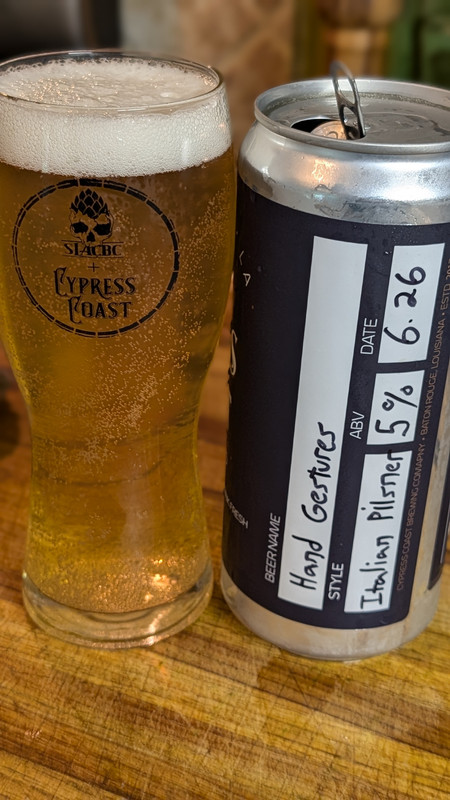 STACBC
+
CYPRESS
COAST
BEER NAME
Hand Gestures
STYLE
Italian Pilsner
ABV
5%
DATE
6.26
CYPRESS COAST BREWING COMPANY • BATON ROUGE, LOUISIANA • ESTD